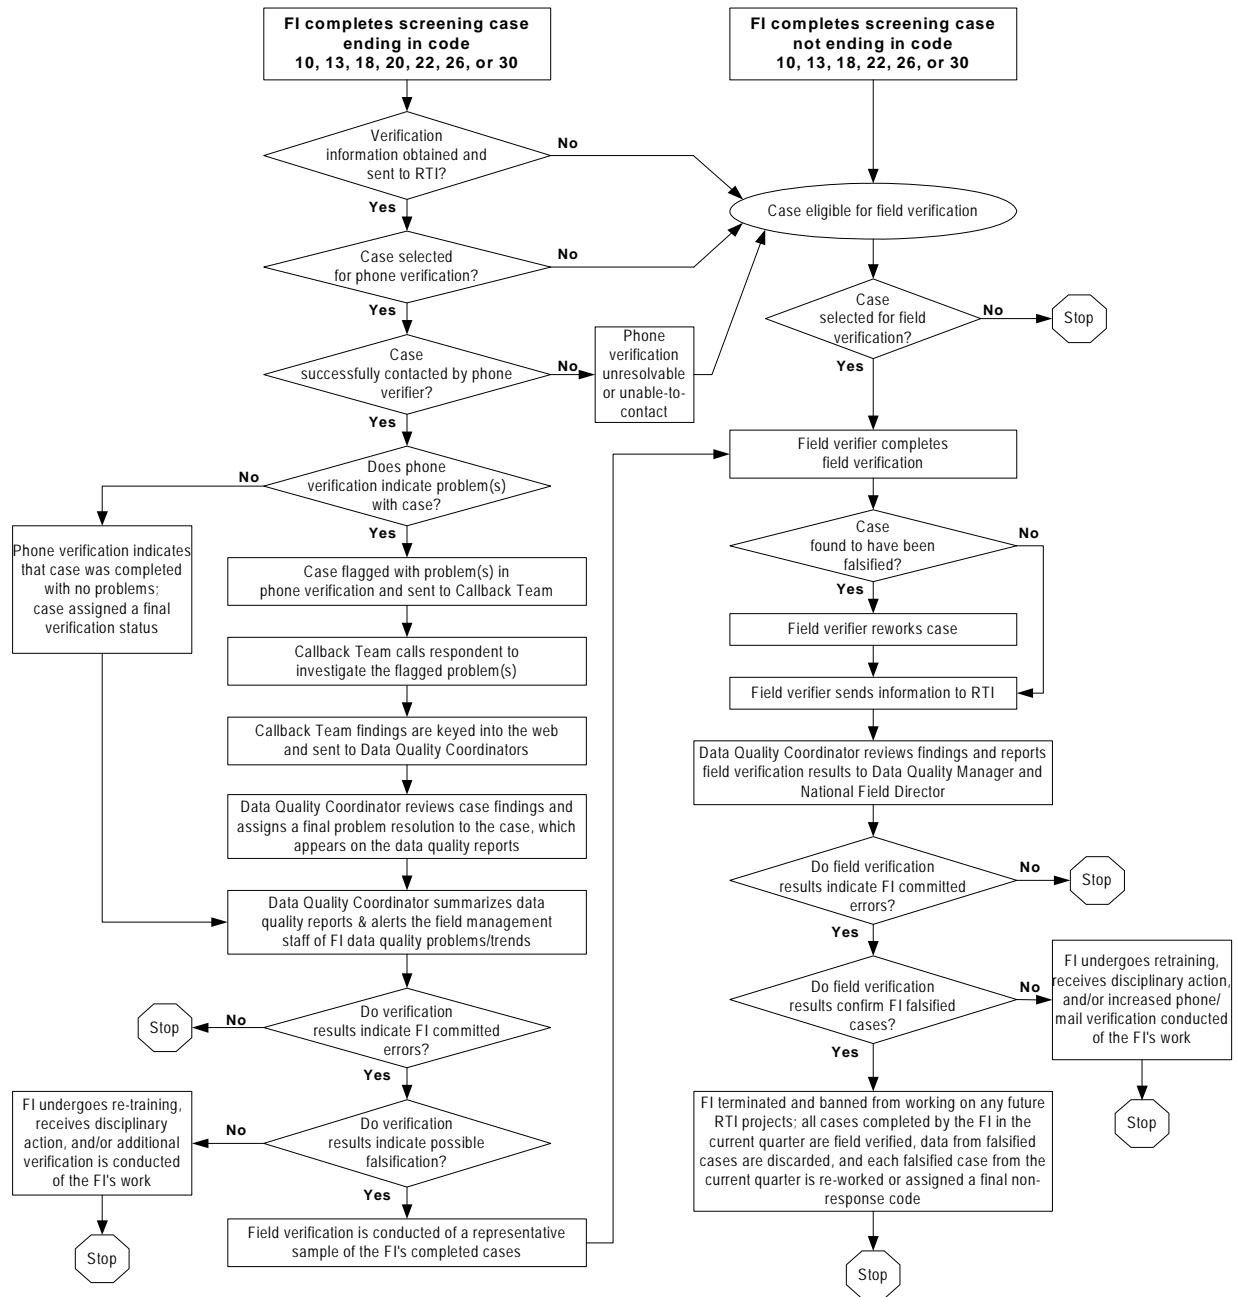 FI completes screening case
ending in code
10, 13, 18, 20, 22, 26, or 30
FI completes screening case
not ending in code
10, 13, 18, 22, 26, or 30
Verification
information obtained and
sent to RTI?
No
Yes
Case eligible for field verification
Case selected
for phone verification?
No
Yes
Case
selected for field
verification?
No
Stop
Yes
Case
successfully contacted by phone
verifier?
No
Phone
verification
unresolvable
or unable-to-
contact
Yes
Does phone
verification indicate problem(s)
with case?
No
Yes
Phone verification indicates
that case was completed
with no problems;
case assigned a final
verification status
Case flagged with problem(s) in
phone verification and sent to Callback Team
Callback Team calls respondent to
investigate the flagged problem(s)
Callback Team findings are keyed into the web
and sent to Data Quality Coordinators
Data Quality Coordinator reviews case findings and
assigns a final problem resolution to the case, which
appears on the data quality reports
Data Quality Coordinator summarizes data
quality reports & alerts the field management
staff of FI data quality problems/trends
Do verification
results indicate FI committed
errors?
No
Stop
Yes
Do verification
results indicate possible
falsification?
No
FI undergoes re-training,
receives disciplinary
action, and/or additional
verification is conducted
of the FI's work
Stop
Yes
Field verification is conducted of a representative
sample of the FI's completed cases
Field verifier completes
field verification
Case
found to have been
falsified?
No
Yes
Field verifier reworks case
Field verifier sends information to RTI
Data Quality Coordinator reviews findings and reports
field verification results to Data Quality Manager and
National Field Director
Do field verification
results indicate FI committed
errors?
No
Stop
Yes
Do field verification
results confirm FI falsified
cases?
No
FI undergoes retraining,
receives disciplinary action,
and/or increased phone/
mail verification conducted
of the FI's work
Stop
Yes
FI terminated and banned from working on any future
RTI projects; all cases completed by the FI in the
current quarter are field verified, data from falsified
cases are discarded, and each falsified case from the
current quarter is re-worked or assigned a final non-
response code
Stop